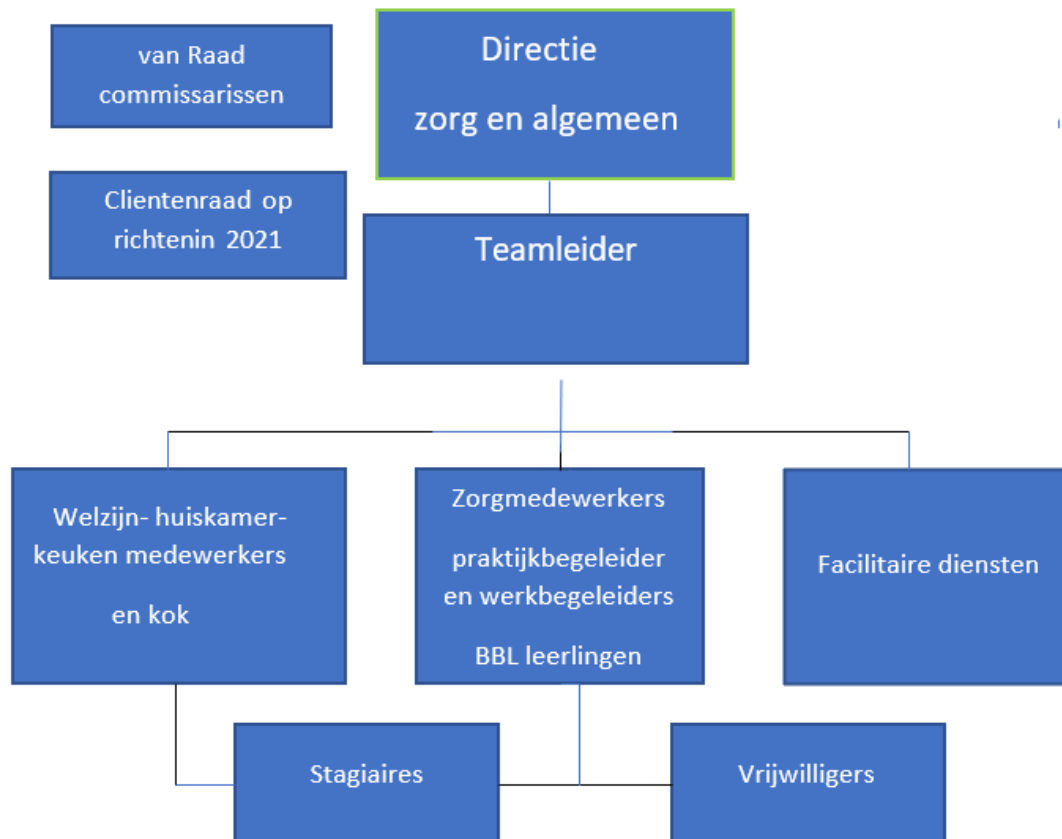 van Raad
commissarissen
Directie
zorg en algemeen
Clientenraad op
richtenin 2021
Teamleider
Welzijn- huiskamer-
keuken medewerkers
en kok
Zorgmedewerkers
praktijkbegeleider
en werkbegeleiders
BBL leerlingen
Facilitaire diensten
Stagiaires
Vrijwilligers